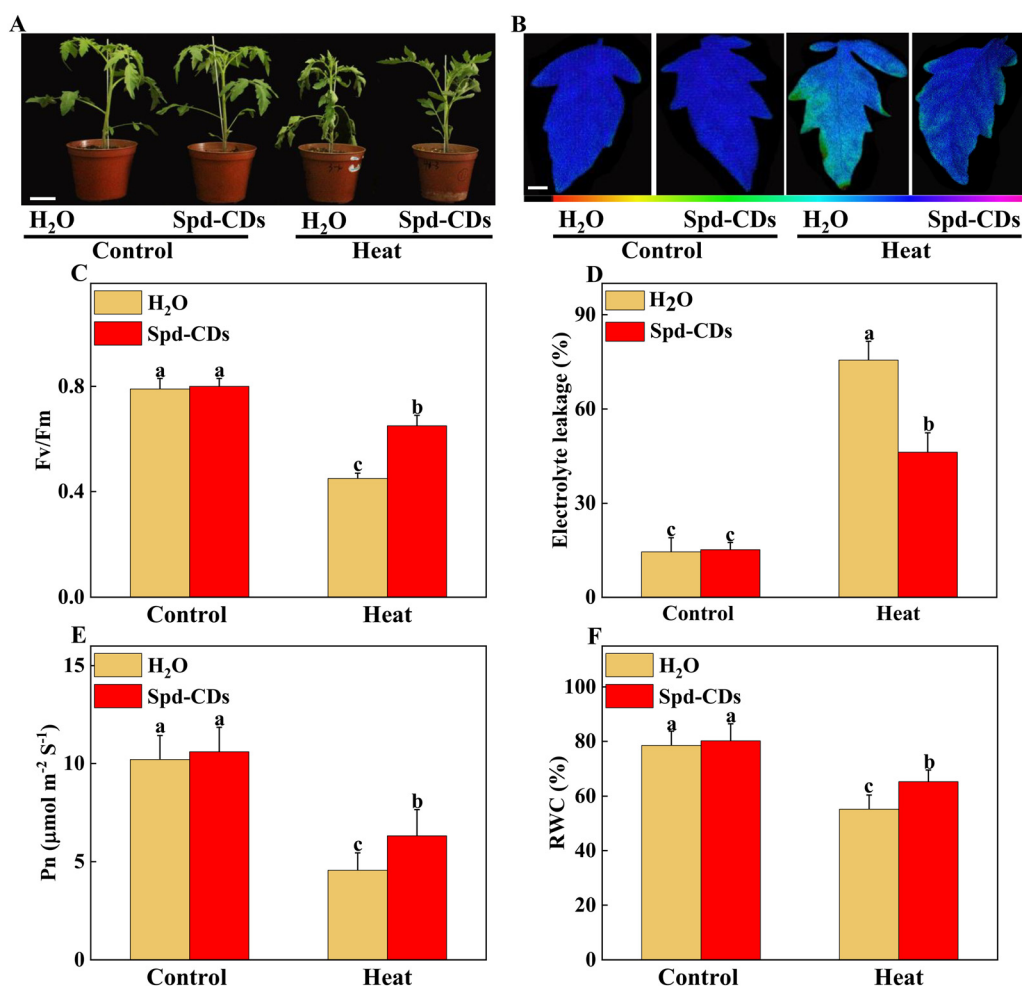 A
B
H₂O Spd-CDs H₂O Spd-CDs
Control Heat
H₂O Spd-CDs H₂O Spd-CDs
Control Heat
C
H₂O
Spd-CDs
Fv/Fm
0.8
0.4
0.0
a a c b
Control Heat
D
H2O
Spd-CDs
Electrolyte leakage (%)
90
60
30
0
c c a b
Control Heat
E
H₂O
Spd-CDs
Pn (μmol m⁻² S⁻¹)
15
10
5
0
a a c b
Control Heat
F
H₂O
Spd-CDs
RWC (%)
100
80
60
40
20
0
a a c b
Control Heat